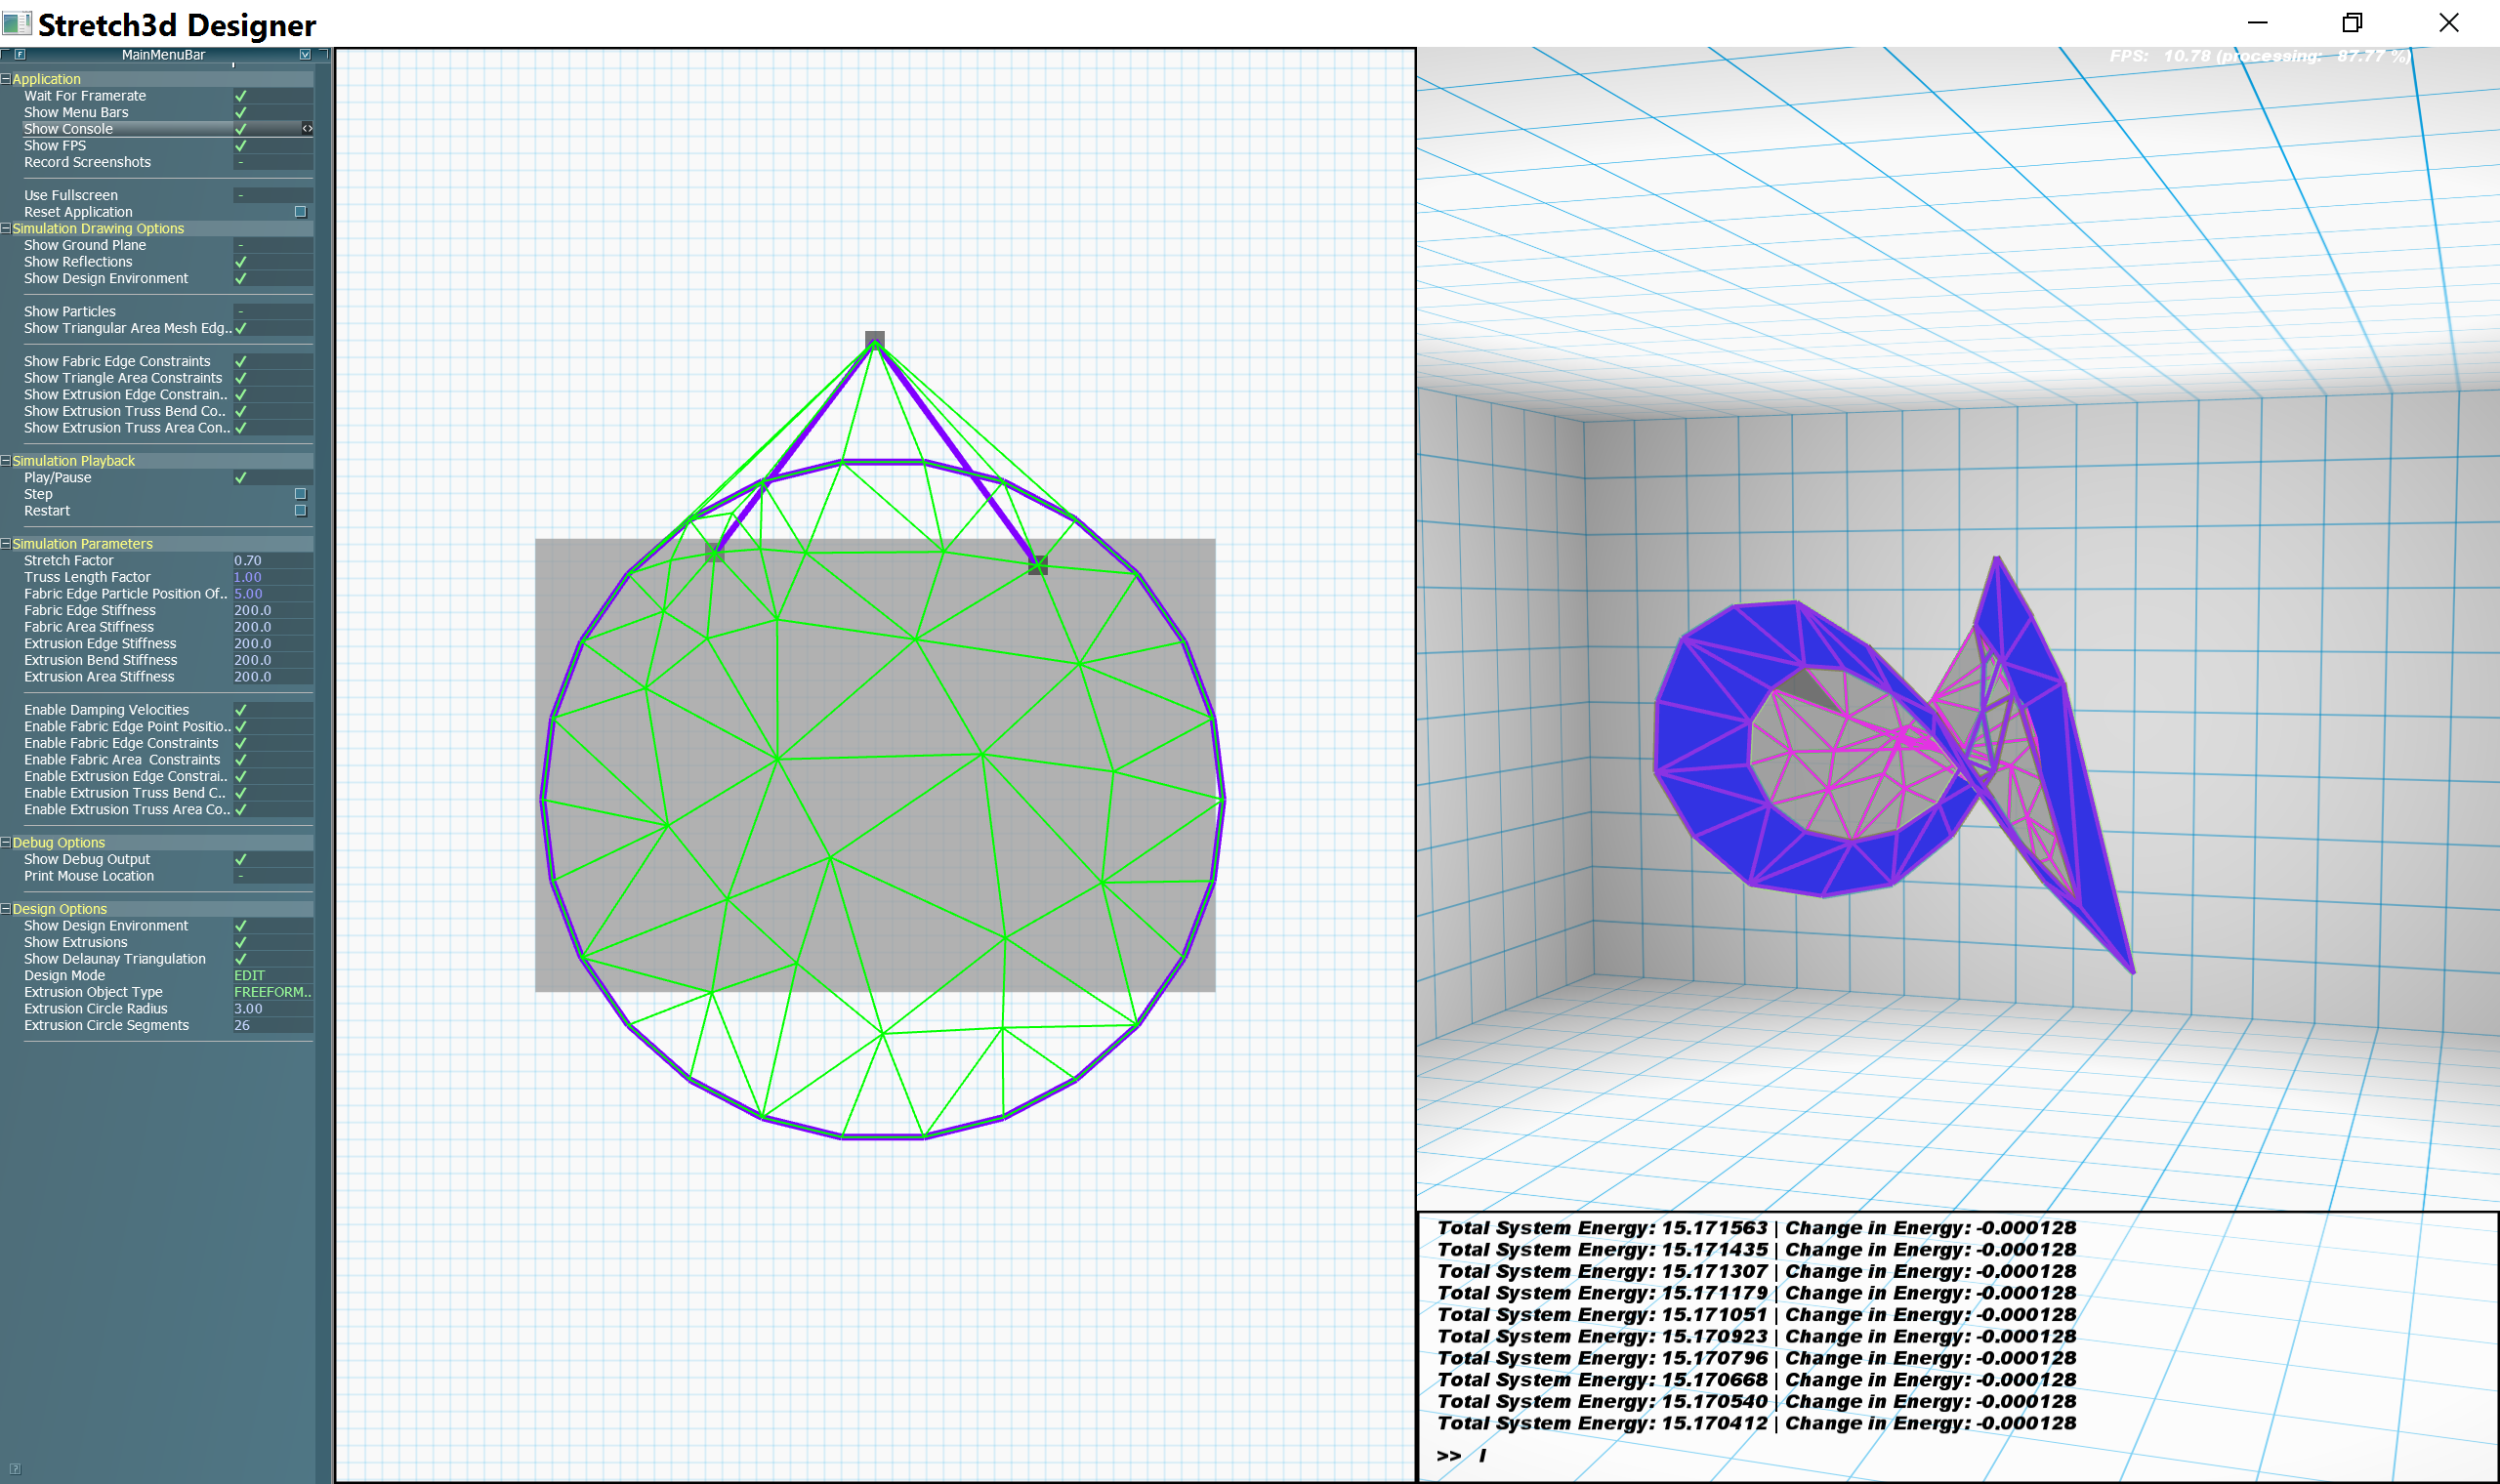 Stretch3d Designer
MainMenuBar
Application
Wait For Framerate
Show Menu Bars
Show Console
Show FPS
Record Screenshots -
Use Fullscreen -
Reset Application
Simulation Drawing Options
Show Ground Plane -
Show Reflections
Show Design Environment
Show Particles -
Show Triangular Area Mesh Edg..
Show Fabric Edge Constraints
Show Triangle Area Constraints
Show Extrusion Edge Constrain..
Show Extrusion Truss Bend Co..
Show Extrusion Truss Area Con..
Simulation Playback
Play/Pause
Step
Restart
Simulation Parameters
Stretch Factor 0.70
Truss Length Factor 1.00
Fabric Edge Particle Position Of.. 5.00
Fabric Edge Stiffness 200.0
Fabric Area Stiffness 200.0
Extrusion Edge Stiffness 200.0
Extrusion Bend Stiffness 200.0
Extrusion Area Stiffness 200.0
Enable Damping Velocities
Enable Fabric Edge Point Positio..
Enable Fabric Edge Constraints
Enable Fabric Area  Constraints
Enable Extrusion Edge Constrai..
Enable Extrusion Truss Bend C..
Enable Extrusion Truss Area Co..
Debug Options
Show Debug Output
Print Mouse Location -
Design Options
Show Design Environment
Show Extrusions
Show Delaunay Triangulation
Design Mode EDIT
Extrusion Object Type FREEFORM..
Extrusion Circle Radius 3.00
Extrusion Circle Segments 26
FPS: 10.78 (processing: 87.77 %)
Total System Energy: 15.171563 | Change in Energy: -0.000128
Total System Energy: 15.171435 | Change in Energy: -0.000128
Total System Energy: 15.171307 | Change in Energy: -0.000128
Total System Energy: 15.171179 | Change in Energy: -0.000128
Total System Energy: 15.171051 | Change in Energy: -0.000128
Total System Energy: 15.170923 | Change in Energy: -0.000128
Total System Energy: 15.170796 | Change in Energy: -0.000128
Total System Energy: 15.170668 | Change in Energy: -0.000128
Total System Energy: 15.170540 | Change in Energy: -0.000128
Total System Energy: 15.170412 | Change in Energy: -0.000128
>> |